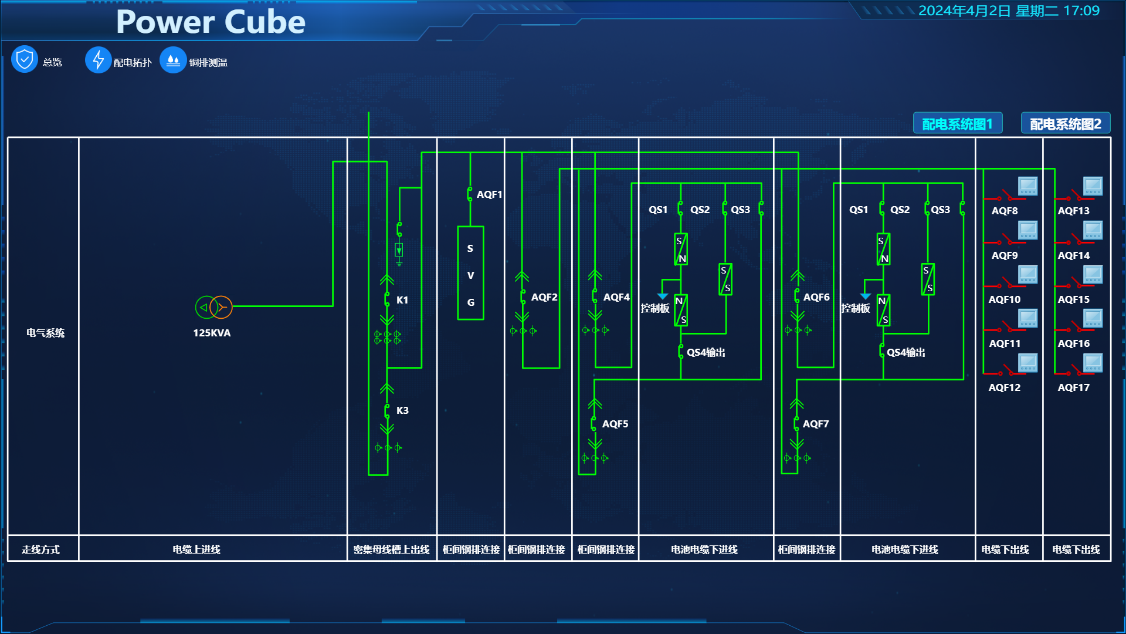 Power Cube
2024年4月2日 星期二 17:09
总览
配电拓扑
铜排测温
配电系统图1
配电系统图2
电气系统
125KVA
K1
K3
AQF1
S
V
G
AQF2
AQF4
AQF5
QS1
QS2
QS3
S
N
S
S
N
S
控制板
QS4输出
AQF6
AQF7
QS1
QS2
QS3
S
N
S
S
N
S
控制板
QS4输出
AQF8
AQF9
AQF10
AQF11
AQF12
AQF13
AQF14
AQF15
AQF16
AQF17
走线方式
电缆上进线
密集母线槽上出线
柜间铜排连接
柜间铜排连接
柜间铜排连接
电池电缆下进线
柜间铜排连接
电池电缆下进线
电缆下出线
电缆下出线